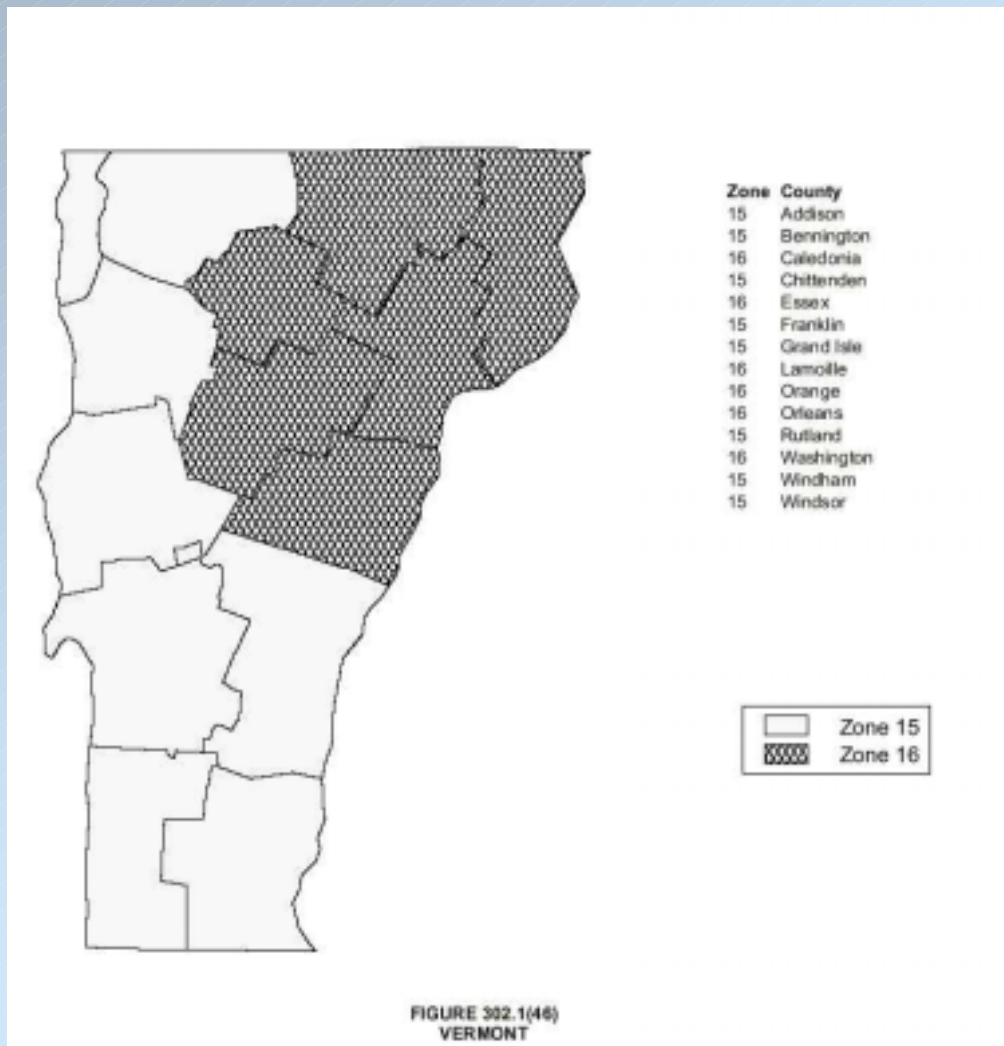 Zone County
15 Addison
15 Bennington
16 Caledonia
15 Chittenden
16 Essex
15 Franklin
15 Grand Isle
16 Lamoille
16 Orange
16 Orleans
15 Rutland
16 Washington
15 Windham
15 Windsor
Zone 15
Zone 16
FIGURE 302.1(46)
VERMONT